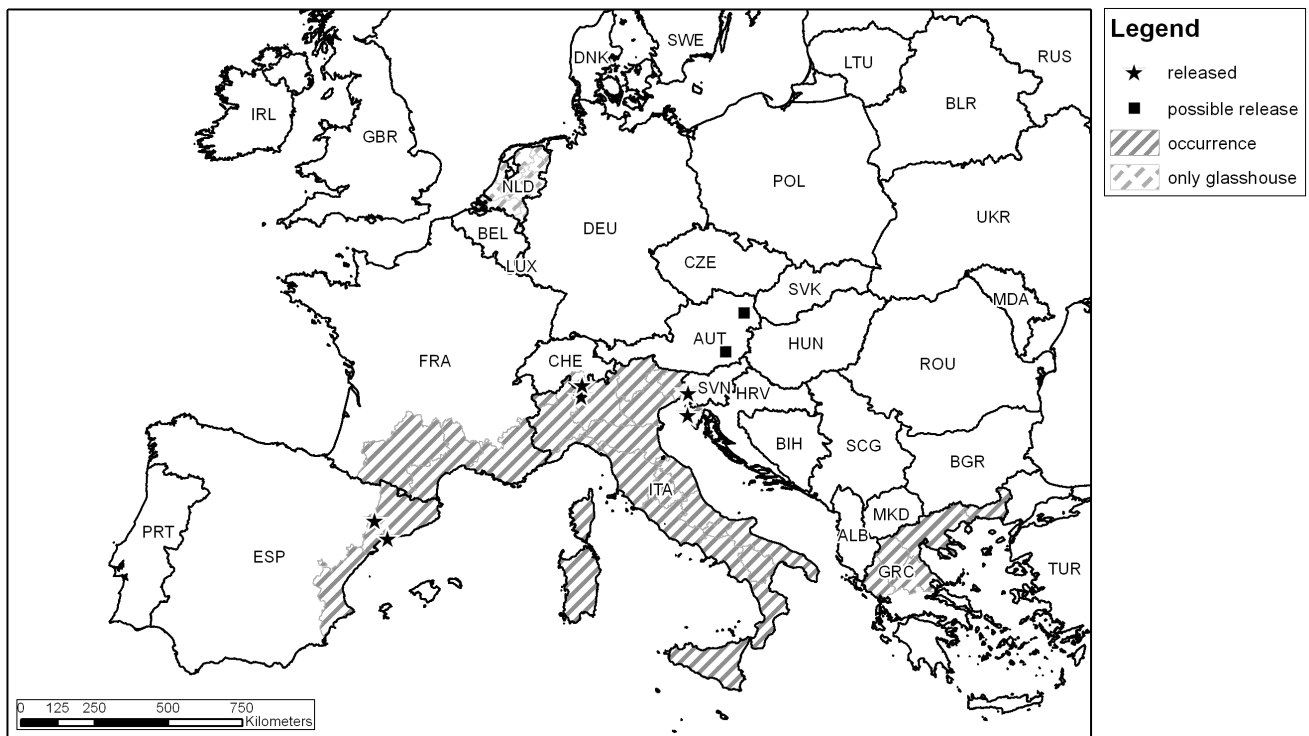 Legend
released
possible release
occurrence
only glasshouse
SWE
DNK
RUS
LTU
BLR
IRL
GBR
POL
NLD
UKR
DEU
BEL
CZE
LUX
SVK
MDA
AUT
HUN
FRA
CHE
ROU
SVN
HRV
BIH
SCG
BGR
ITA
MKD
PRT
ALB
ESP
GRC
TUR
0 125 250 500 750
Kilometers